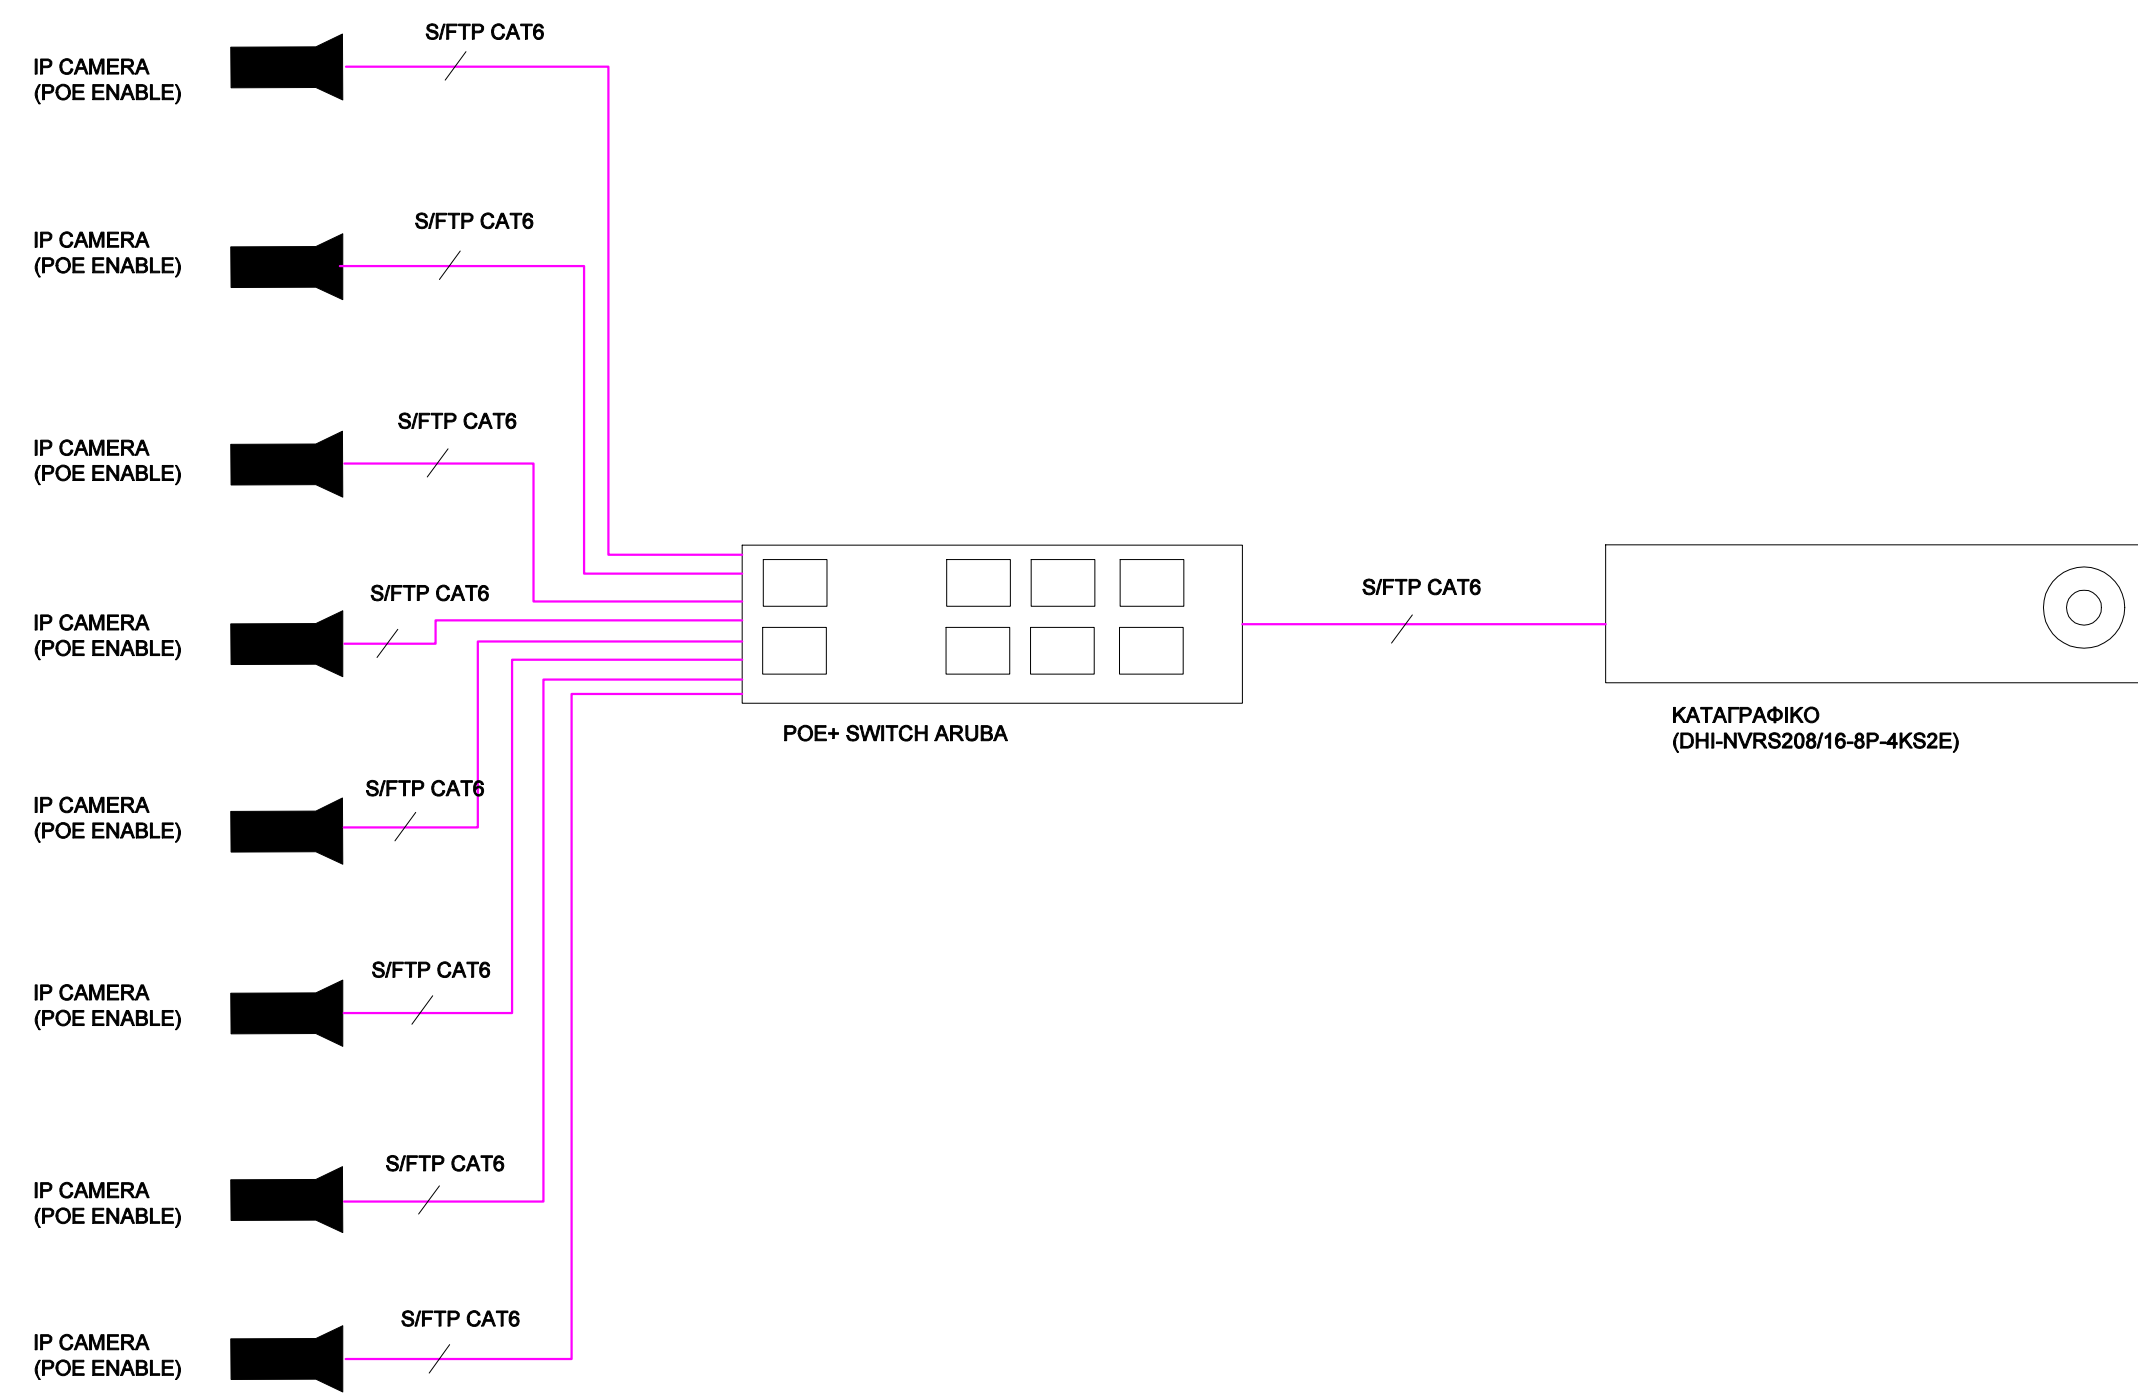 S/FTP CAT6
IP CAMERA
(POE ENABLE)
S/FTP CAT6
IP CAMERA
(POE ENABLE)
S/FTP CAT6
IP CAMERA
(POE ENABLE)
S/FTP CAT6
IP CAMERA
(POE ENABLE)
S/FTP CAT6
POE+ SWITCH ARUBA
ΚΑΤΑΓΡΑΦΙΚΟ
(DHI-NVRS208/16-8P-4KS2E)
S/FTP CAT6
IP CAMERA
(POE ENABLE)
S/FTP CAT6
IP CAMERA
(POE ENABLE)
S/FTP CAT6
IP CAMERA
(POE ENABLE)
S/FTP CAT6
IP CAMERA
(POE ENABLE)